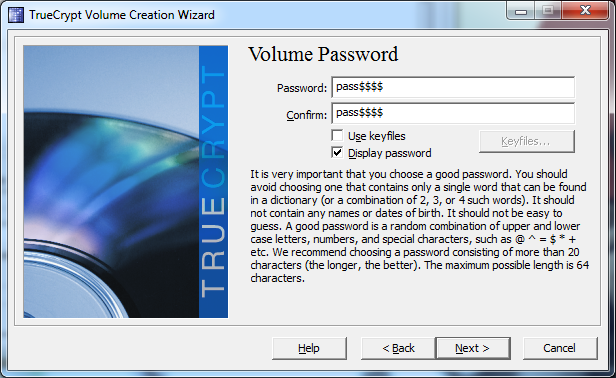 TrueCrypt Volume Creation Wizard
TRUECRYPT
Volume Password
Password: pass$$$$
Confirm: pass$$$$
Use keyfiles
Keyfiles...
Display password
It is very important that you choose a good password. You should
avoid choosing one that contains only a single word that can be found
in a dictionary (or a combination of 2, 3, or 4 such words). It should
not contain any names or dates of birth. It should not be easy to
guess. A good password is a random combination of upper and lower
case letters, numbers, and special characters, such as @ ^ = $ * +
etc. We recommend choosing a password consisting of more than 20
characters (the longer, the better). The maximum possible length is 64
characters.
Help < Back Next > Cancel